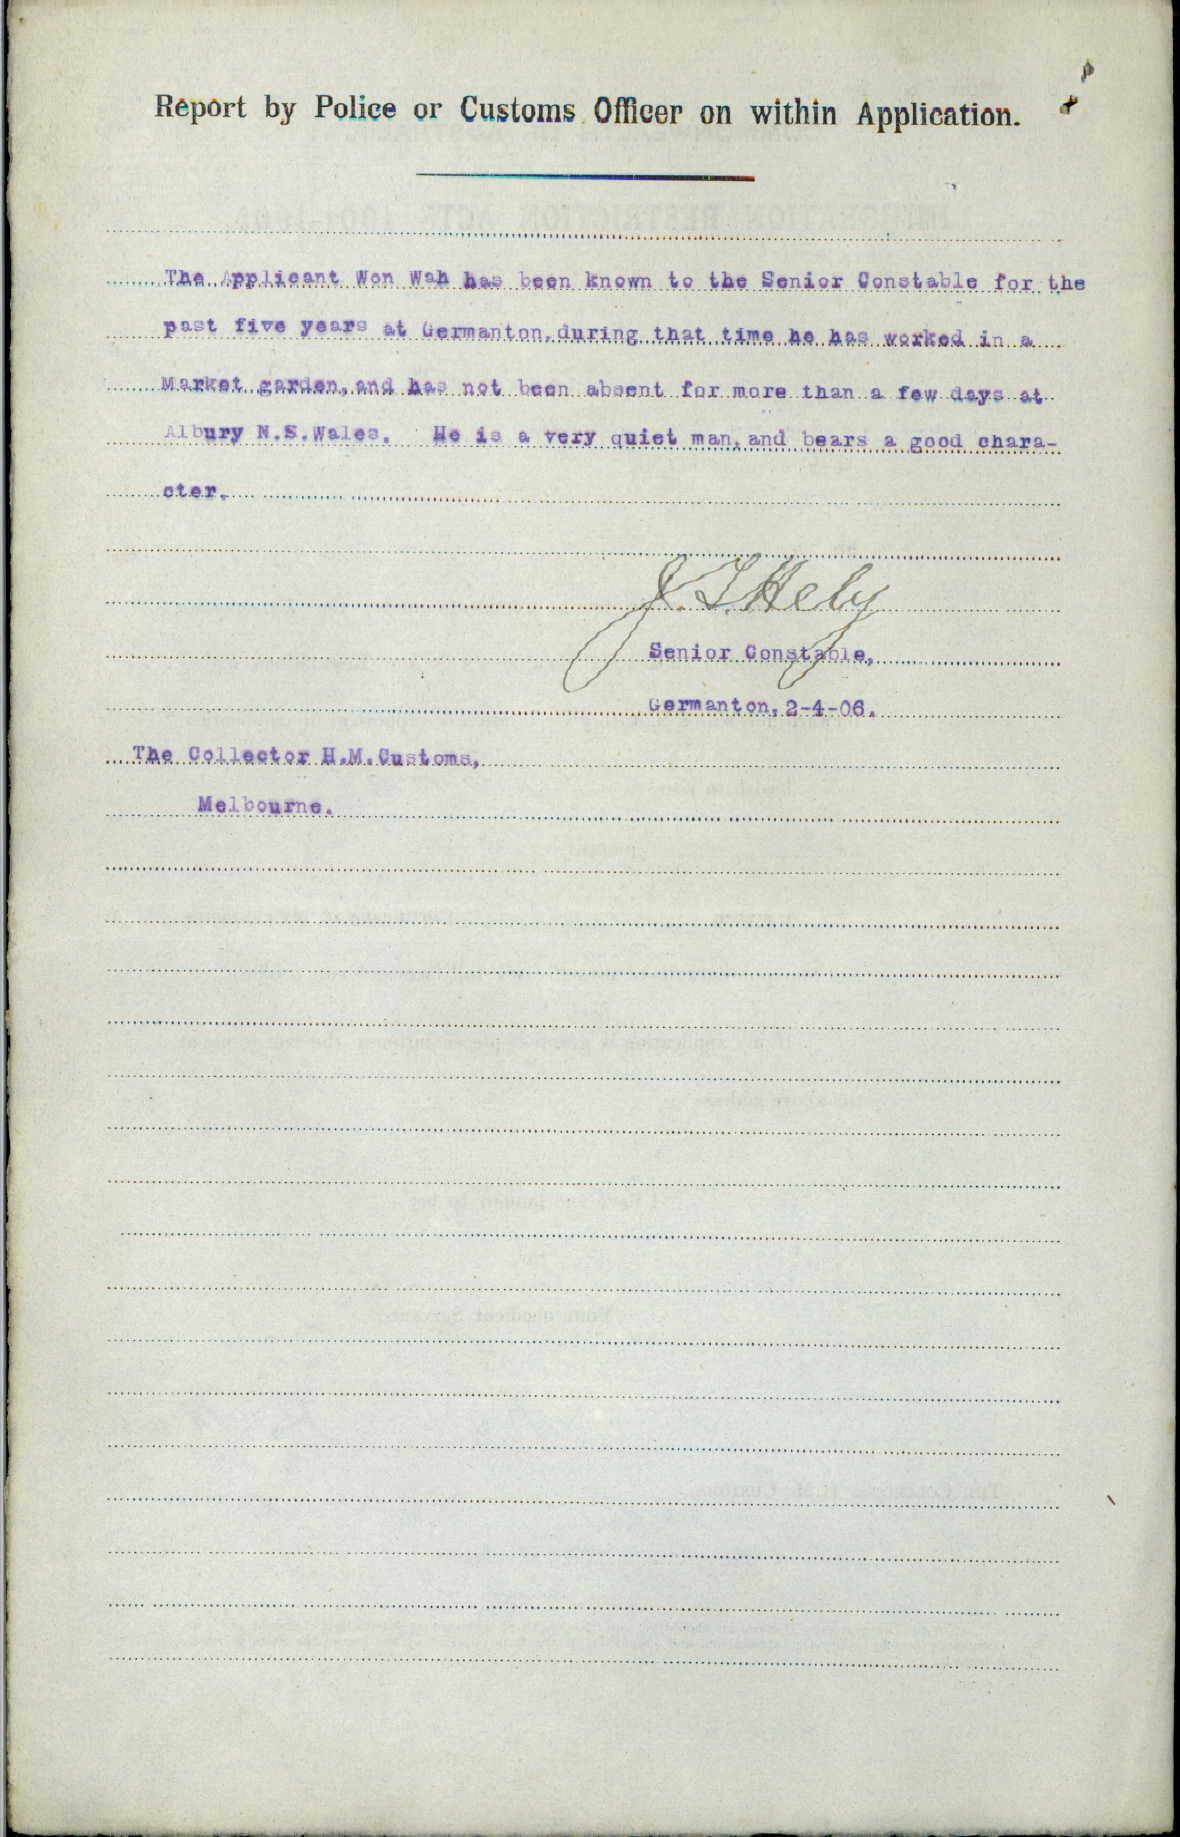 Report by Police or Customs Officer on within Application.
The Applicant Won Wah has been known to the Senior Constable for the
past five years at Germanton, during that time he has worked in a
Market garden, and has not been absent for more than a few days at
Albury N.S.Wales. He is a very quiet man, and bears a good chara-
cter.
J. T. Hely
Senior Constable,
Germanton, 2-4-06.
The Collector H.M.Customs,
Melbourne.